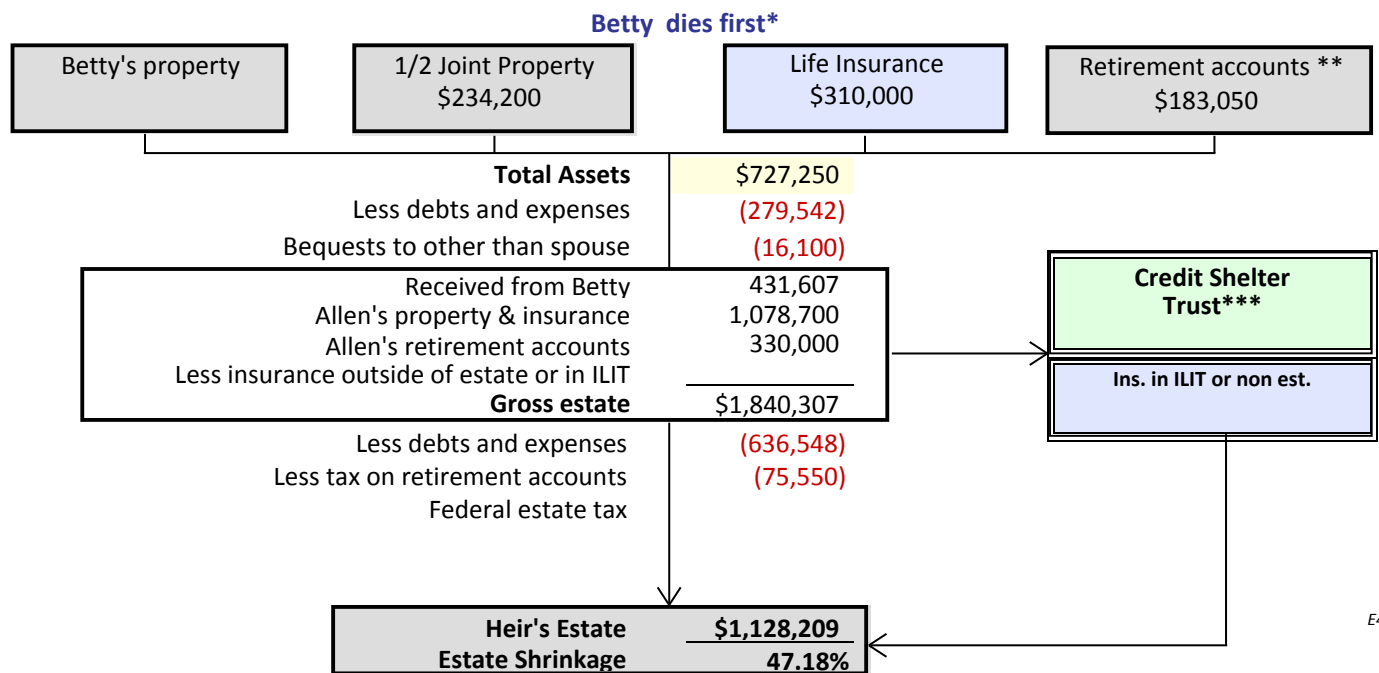 Betty dies first*
Betty's property
1/2 Joint Property
$234,200
Life Insurance
$310,000
Retirement accounts **
$183,050
Total Assets $727,250
Less debts and expenses (279,542)
Bequests to other than spouse (16,100)
Received from Betty 431,607
Allen's property & insurance 1,078,700
Allen's retirement accounts 330,000
Less insurance outside of estate or in ILIT
Gross estate $1,840,307
Credit Shelter
Trust***
Ins. in ILIT or non est.
Less debts and expenses (636,548)
Less tax on retirement accounts (75,550)
Federal estate tax
Heir's Estate $1,128,209
Estate Shrinkage 47.18%